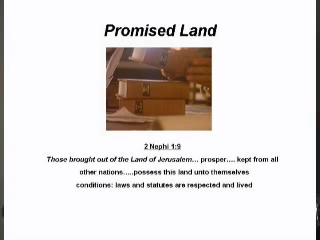 Promised Land
2 Nephi 1:9
Those brought out of the Land of Jerusalem… prosper…. kept from all
other nations…..possess this land unto themselves
conditions: laws and statutes are respected and lived